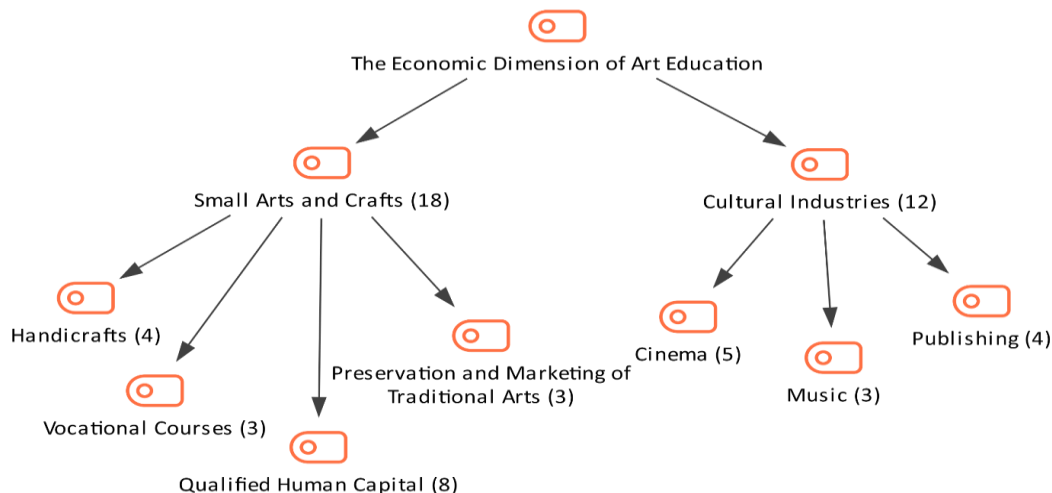 The Economic Dimension of Art Education
Small Arts and Crafts (18)
Cultural Industries (12)
Handicrafts (4)
Vocational Courses (3)
Qualified Human Capital (8)
Preservation and Marketing of
Traditional Arts (3)
Cinema (5)
Music (3)
Publishing (4)